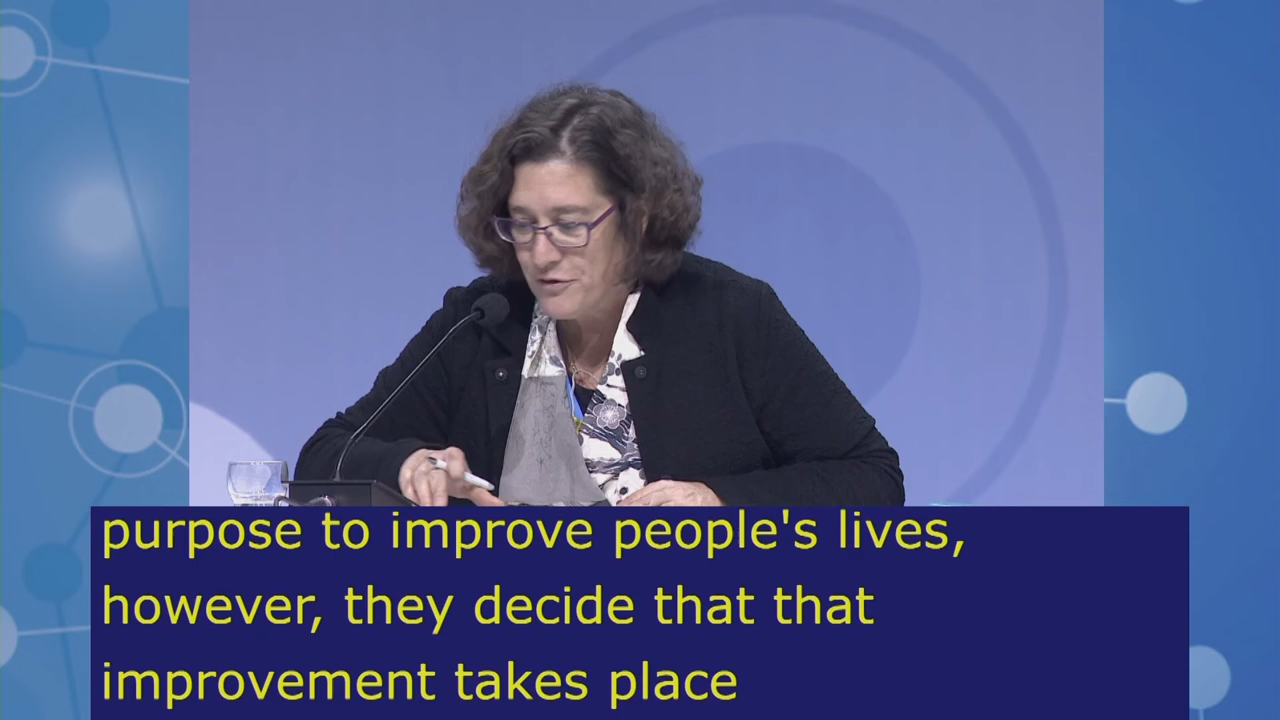 purpose to improve people's lives,
however, they decide that that
improvement takes place